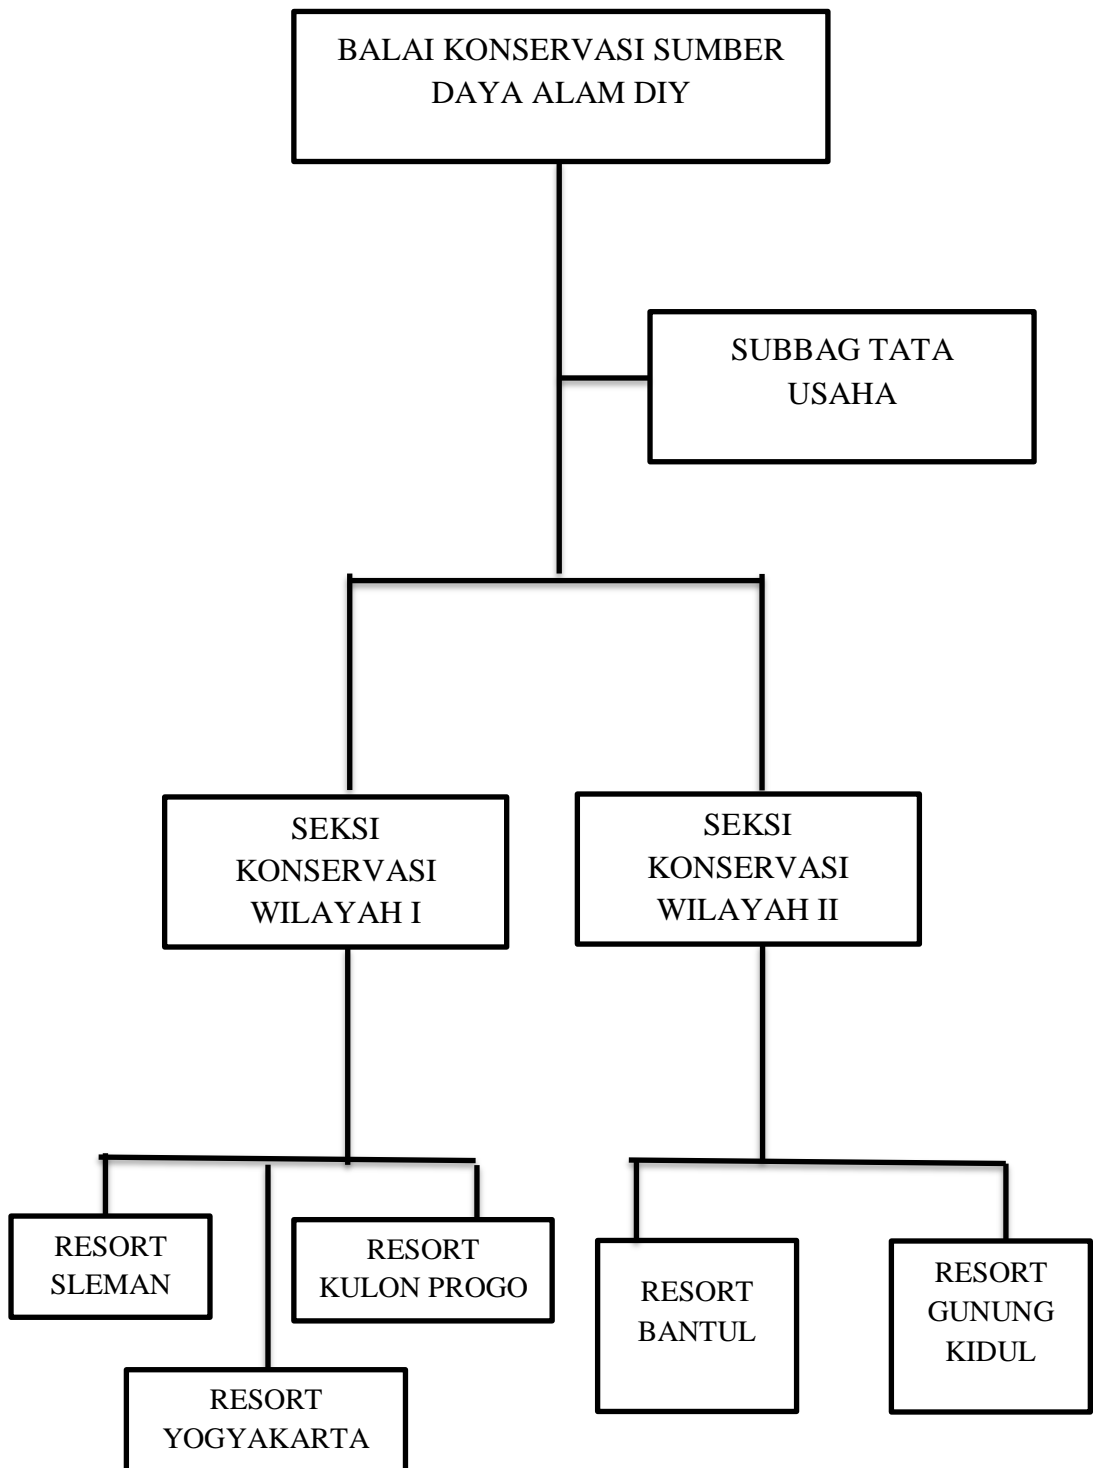 BALAI KONSERVASI SUMBER
DAYA ALAM DIY
SUBBAG TATA
USAHA
SEKSI
KONSERVASI
WILAYAH I
SEKSI
KONSERVASI
WILAYAH II
RESORT
SLEMAN
RESORT
KULON PROGO
RESORT
YOGYAKARTA
RESORT
BANTUL
RESORT
GUNUNG
KIDUL